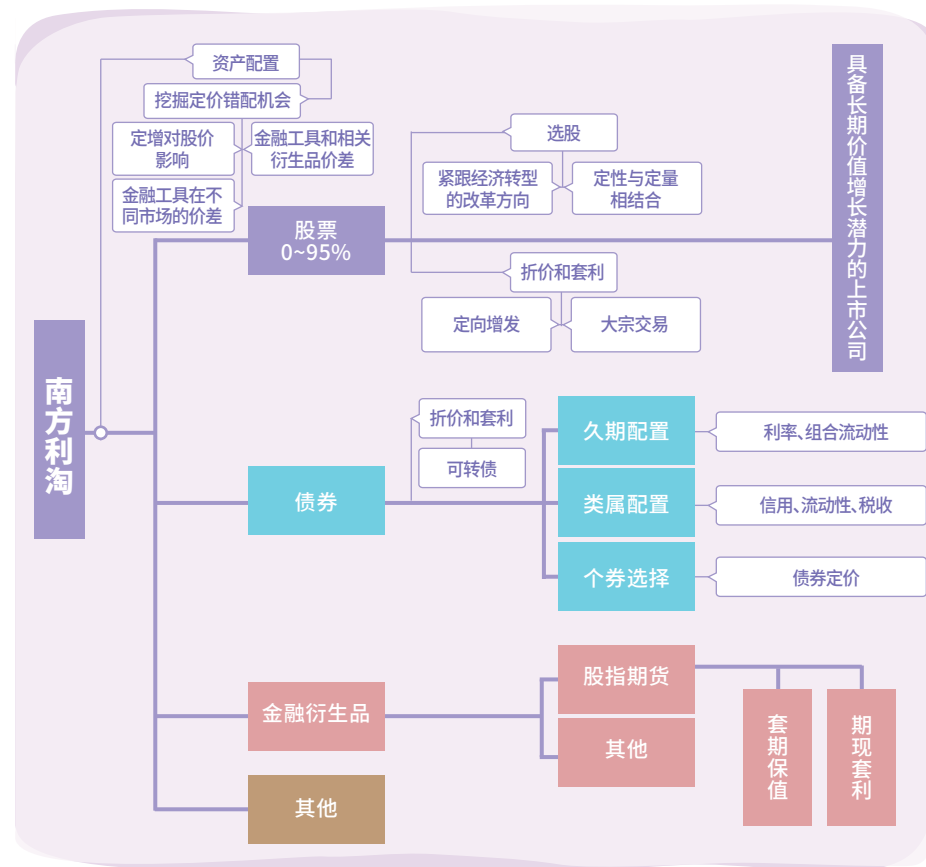 资产配置
挖掘定价错配机会
定增对股价
影响
金融工具和相关
衍生品价差
金融工具在不
同市场的价差
股票
0~95%
选股
紧跟经济转型
的改革方向
定性与定量
相结合
折价和套利
定向增发
大宗交易
具备长期价值增长潜力的上市公司
南方利淘
债券
折价和套利
可转债
久期配置
利率、组合流动性
类属配置
信用、流动性、税收
个券选择
债券定价
金融衍生品
股指期货
其他
套期保值
期现套利
其他